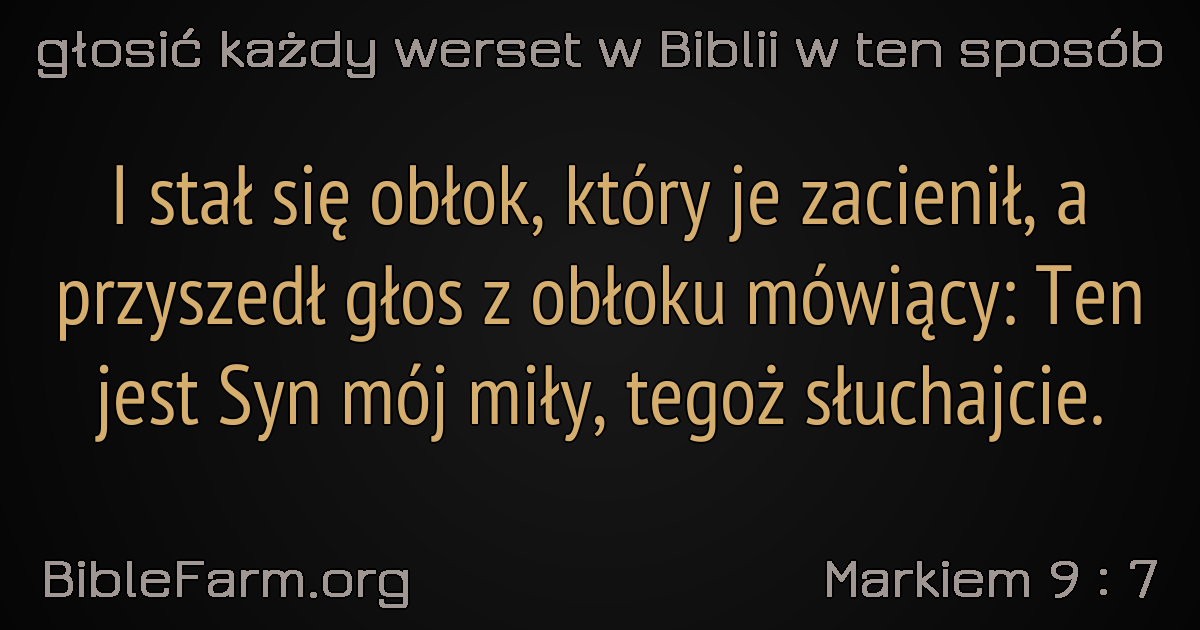 głosić każdy werset w Biblii w ten sposób
I stał się obłok, który je zacienił, a
przyszedł głos z obłoku mówiący: Ten
jest Syn mój miły, tegoż słuchajcie.
BibleFarm.org
Markiem 9 : 7